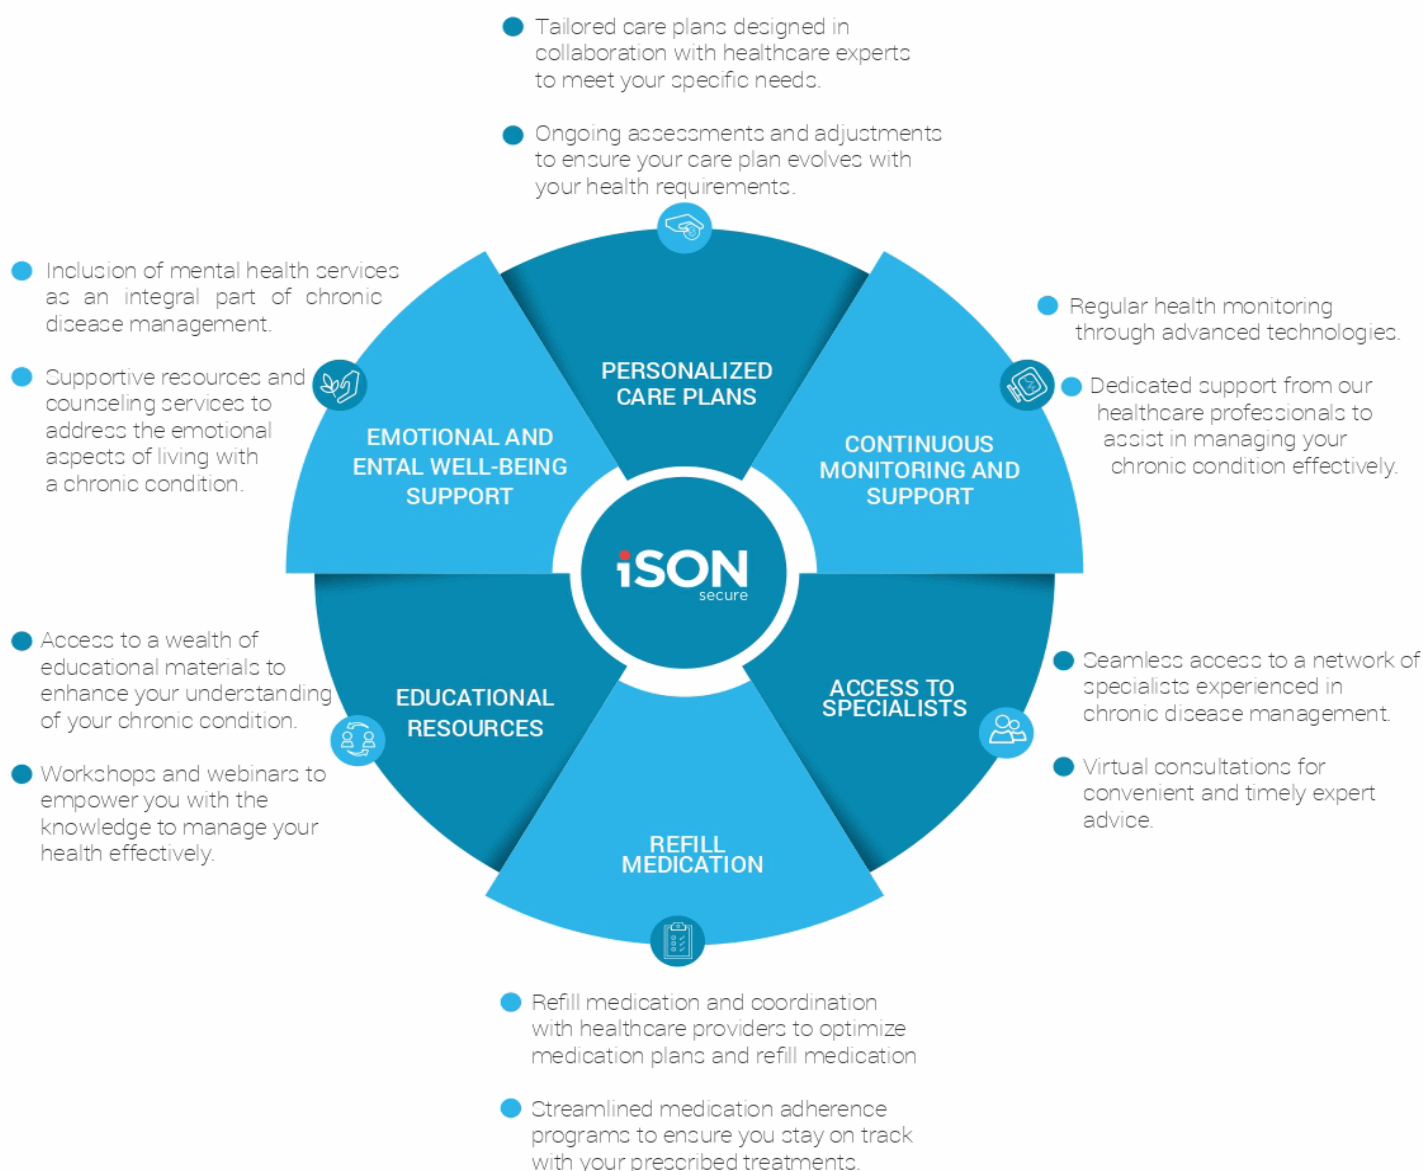 Tailored care plans designed in
collaboration with healthcare experts
to meet your specific needs.
Ongoing assessments and adjustments
to ensure your care plan evolves with
your health requirements.
PERSONALIZED
CARE PLANS
Regular health monitoring
through advanced technologies.
Dedicated support from our
healthcare professionals to
assist in managing your
chronic condition effectively.
CONTINUOUS
MONITORING AND
SUPPORT
Seamless access to a network of
specialists experienced in
chronic disease management.
Virtual consultations for
convenient and timely expert
advice.
ACCESS TO
SPECIALISTS
REFILL
MEDICATION
Refill medication and coordination
with healthcare providers to optimize
medication plans and refill medication
Streamlined medication adherence
programs to ensure you stay on track
with your prescribed treatments.
EDUCATIONAL
RESOURCES
Access to a wealth of
educational materials to
enhance your understanding
of your chronic condition.
Workshops and webinars to
empower you with the
knowledge to manage your
health effectively.
Inclusion of mental health services
as an integral part of chronic
disease management.
Supportive resources and
counseling services to
address the emotional
aspects of living with
a chronic condition.
EMOTIONAL AND
ENTAL WELL-BEING
SUPPORT
iSON
secure